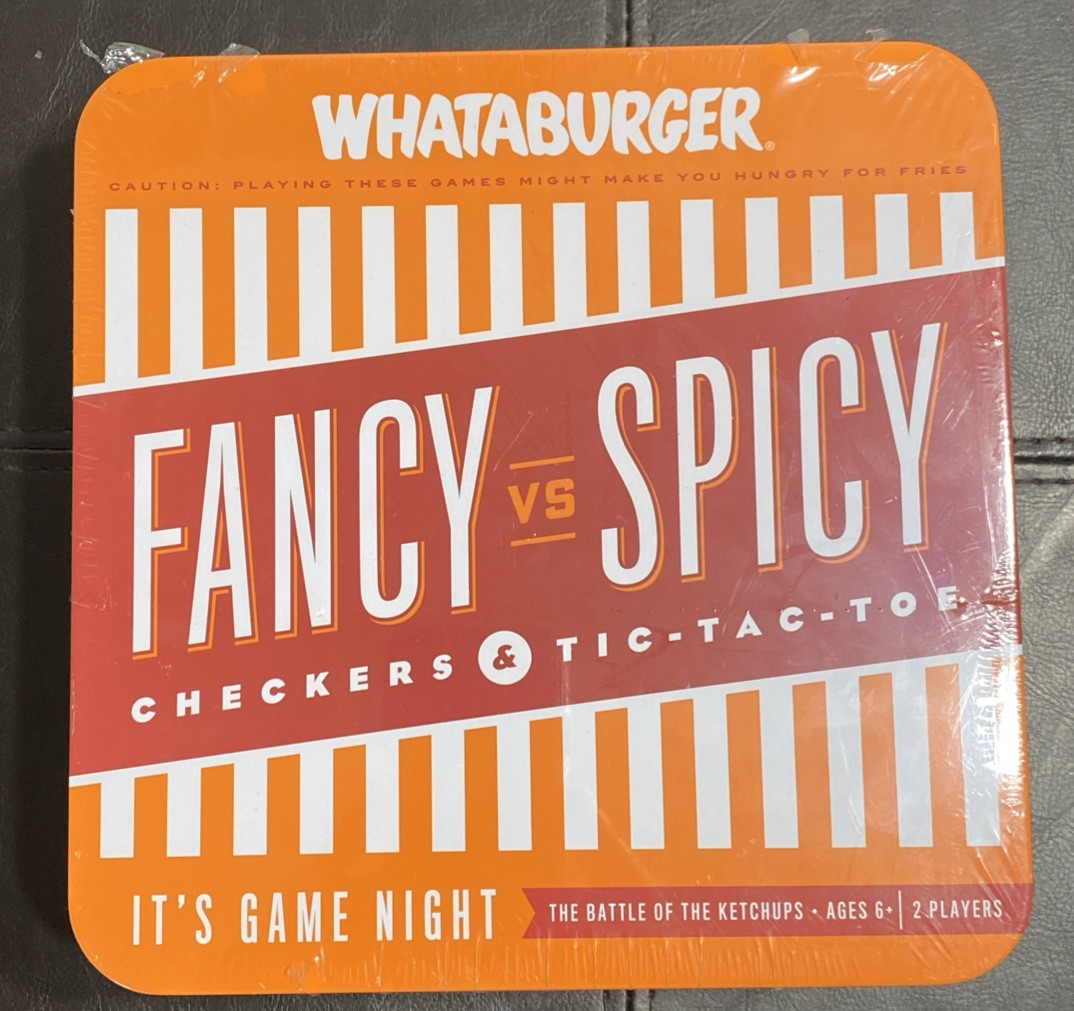 WHATABURGER®
CAUTION: PLAYING THESE GAMES MIGHT MAKE YOU HUNGRY FOR FRIES
FANCY VS SPICY
CHECKERS & TIC-TAC-TOE
IT'S GAME NIGHT
THE BATTLE OF THE KETCHUPS • AGES 6+ | 2 PLAYERS